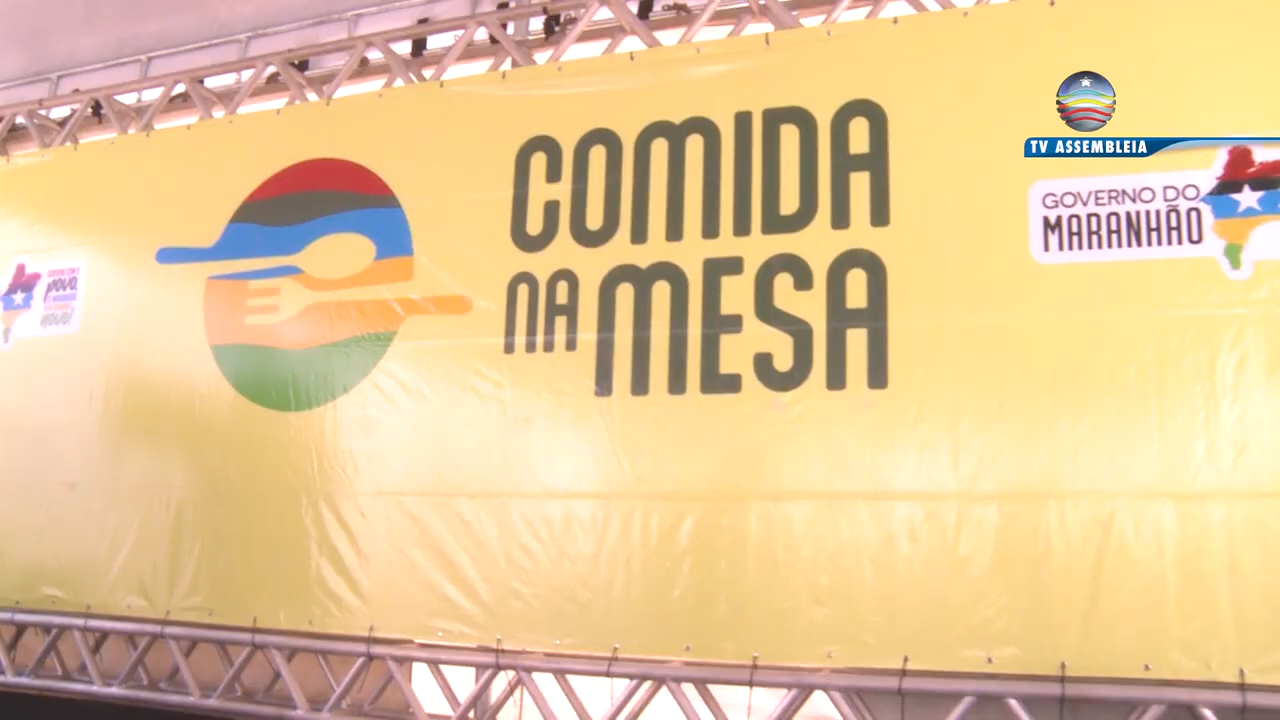 COMIDA
NA MESA
TV ASSEMBLEIA
GOVERNO DO
MARANHÃO